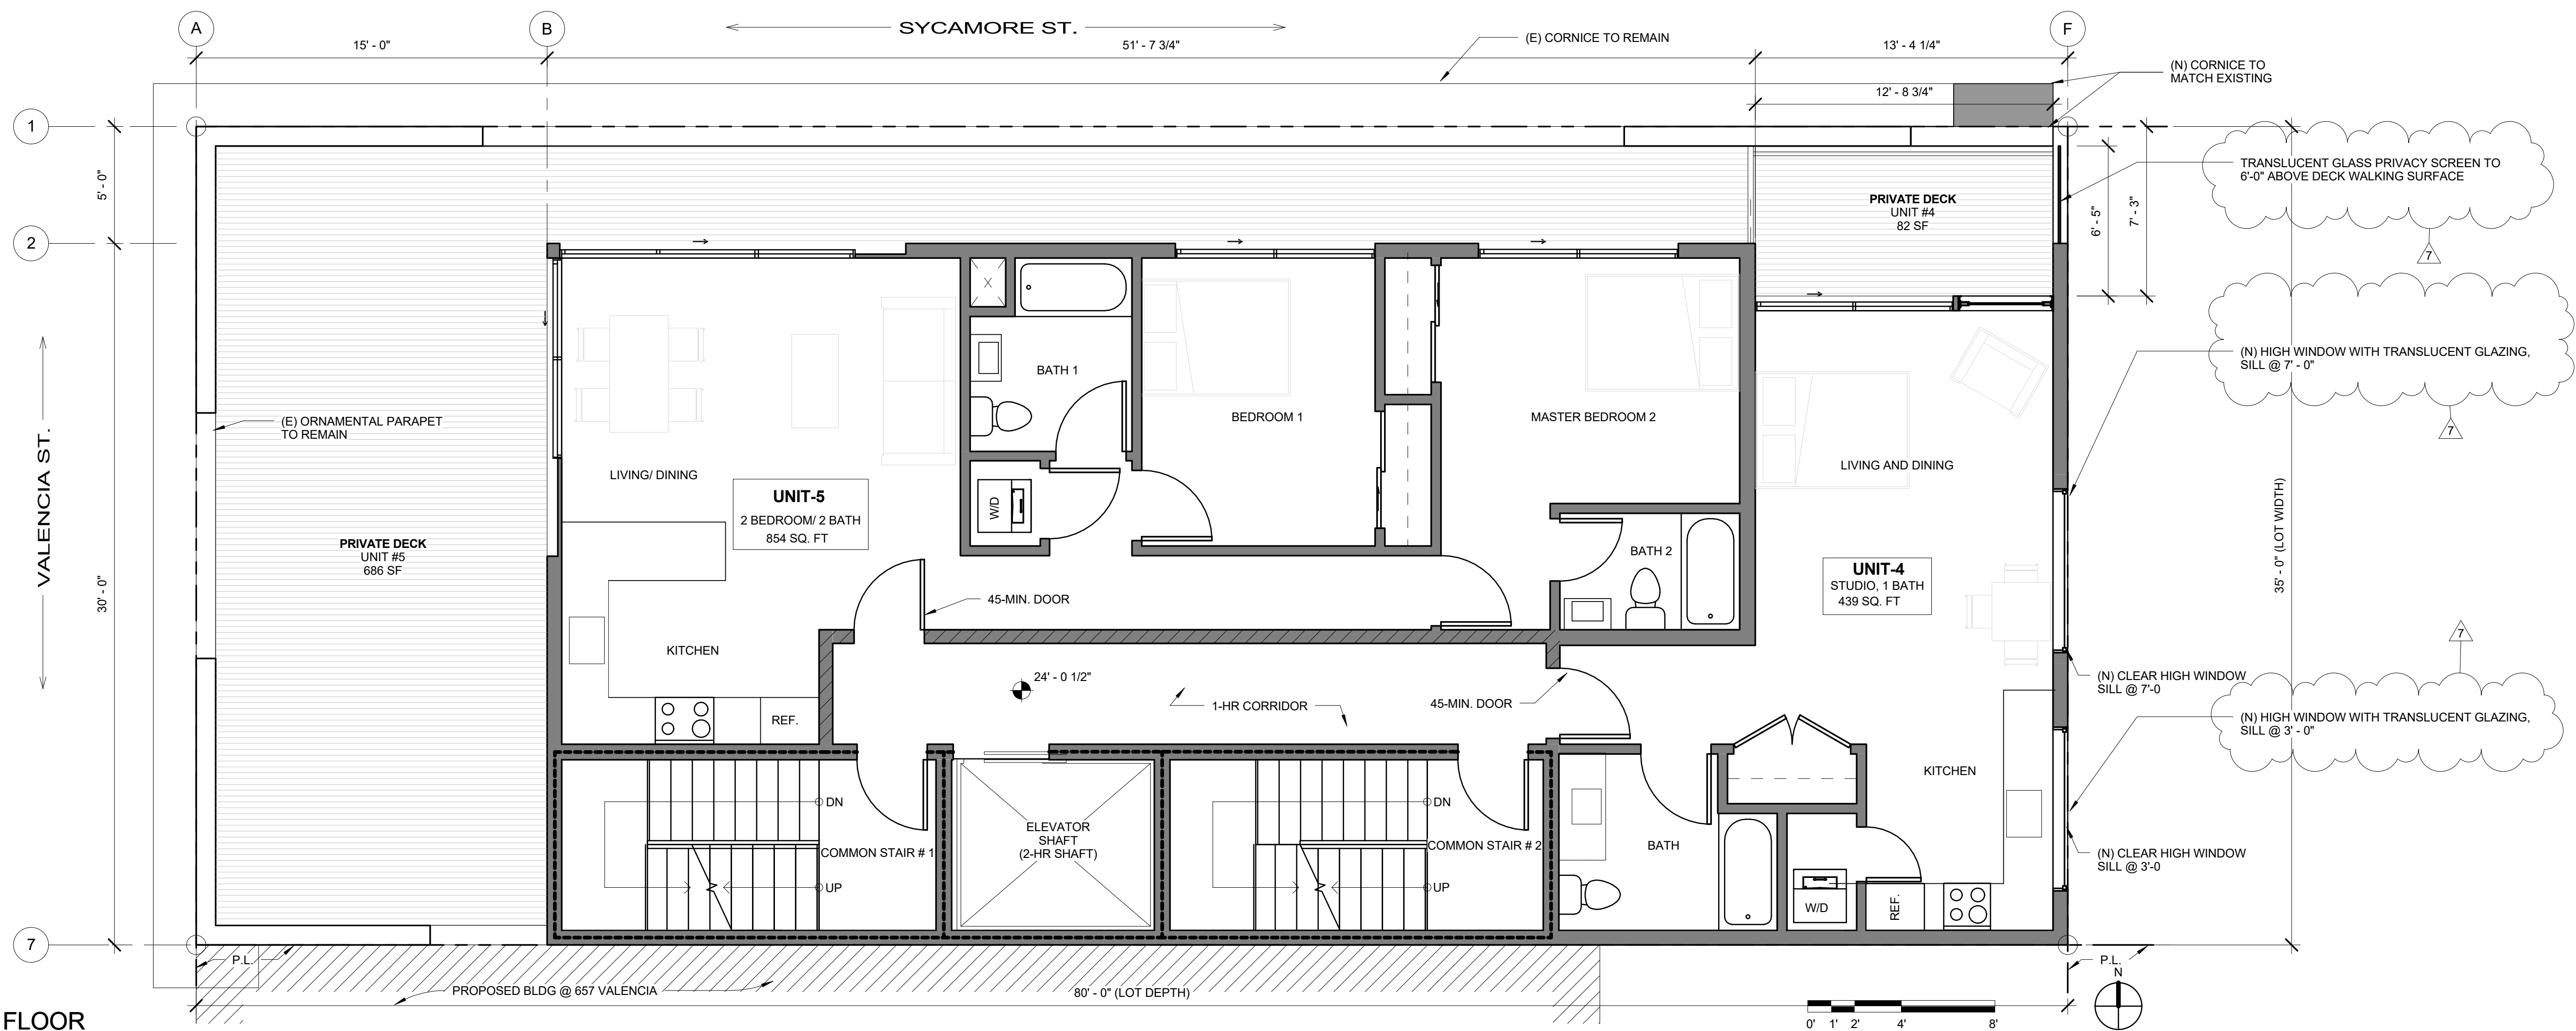 A
B
SYCAMORE ST.
F
15' - 0"
51' - 7 3/4"
(E) CORNICE TO REMAIN
13' - 4 1/4"
(N) CORNICE TO
MATCH EXISTING
12' - 8 3/4"
1
5' - 0"
2
TRANSLUCENT GLASS PRIVACY SCREEN TO
6'-0" ABOVE DECK WALKING SURFACE
7
PRIVATE DECK
UNIT #4
82 SF
6' - 5"
7' - 3"
X
BATH 1
BEDROOM 1
MASTER BEDROOM 2
(N) HIGH WINDOW WITH TRANSLUCENT GLAZING,
SILL @ 7' - 0"
7
(E) ORNAMENTAL PARAPET
TO REMAIN
VALENCIA ST.
LIVING/ DINING
UNIT-5
2 BEDROOM/ 2 BATH
854 SQ. FT
W/D
LIVING AND DINING
PRIVATE DECK
UNIT #5
686 SF
BATH 2
UNIT-4
STUDIO, 1 BATH
439 SQ. FT
35' - 0" (LOT WIDTH)
30' - 0"
45-MIN. DOOR
KITCHEN
7
24' - 0 1/2"
1-HR CORRIDOR
45-MIN. DOOR
(N) CLEAR HIGH WINDOW
SILL @ 7'-0
REF.
(N) HIGH WINDOW WITH TRANSLUCENT GLAZING,
SILL @ 3' - 0"
KITCHEN
DN
DN
ELEVATOR
SHAFT
(2-HR SHAFT)
COMMON STAIR # 1
COMMON STAIR # 2
BATH
(N) CLEAR HIGH WINDOW
SILL @ 3'-0
UP
UP
W/D
REF.
7
P.L.
P.L.
N
PROPOSED BLDG @ 657 VALENCIA
80' - 0" (LOT DEPTH)
0' 1' 2' 4' 8'
FLOOR